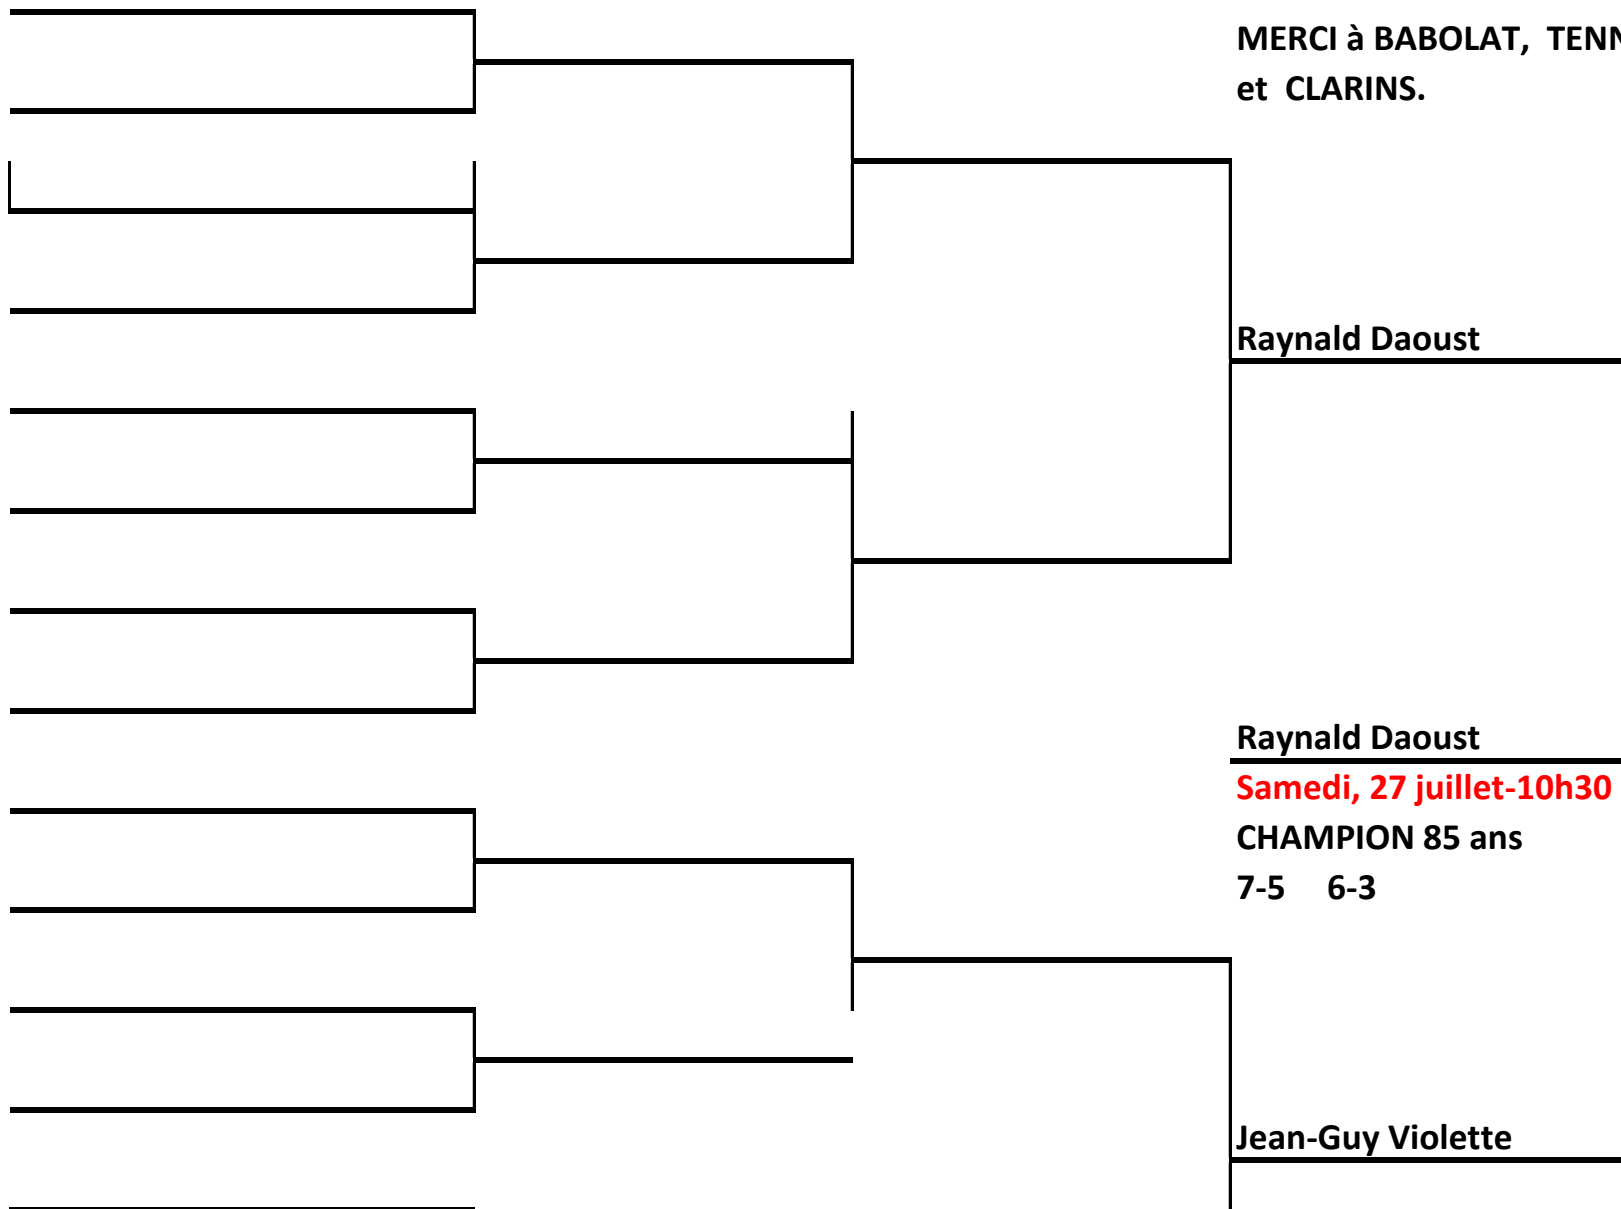 MERCI à BABOLAT, TENN
et CLARINS.
Raynald Daoust
Raynald Daoust
Samedi, 27 juillet-10h30
CHAMPION 85 ans
7-5 6-3
Jean-Guy Violette